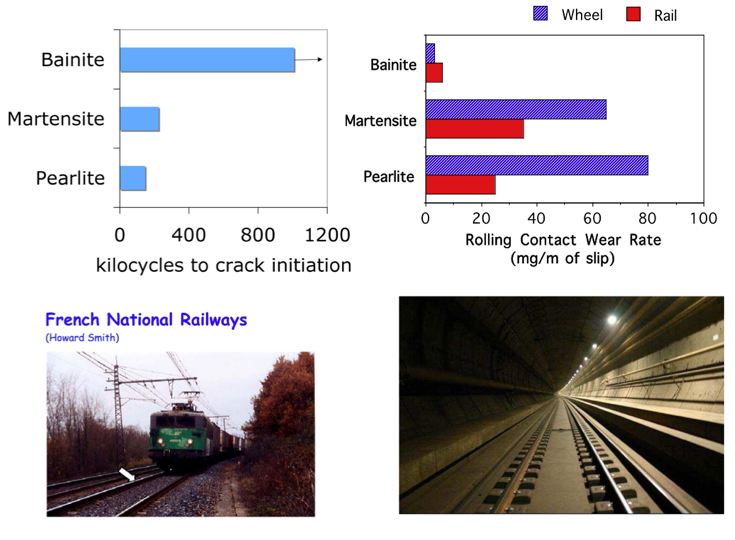 Bainite
Martensite
Pearlite
0 400 800 1200
kilocycles to crack initiation
Wheel Rail
Bainite
Martensite
Pearlite
0 20 40 60 80 100
Rolling Contact Wear Rate
(mg/m of slip)
French National Railways
(Howard Smith)